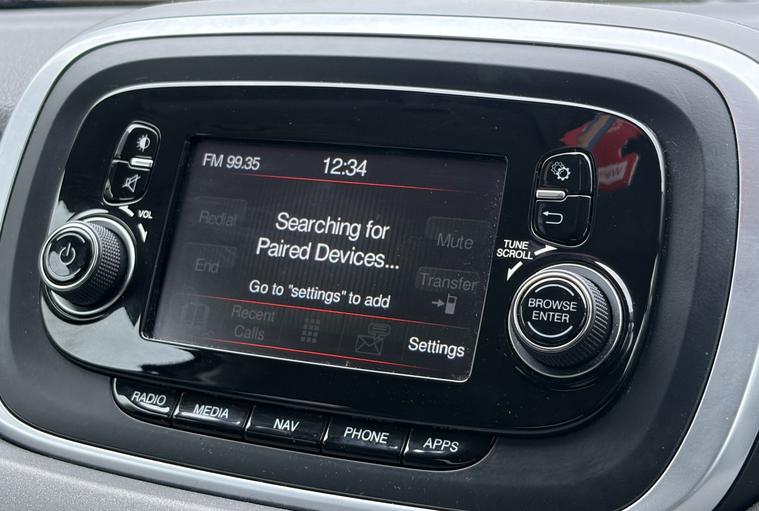 FM 99.35
12:34
VOL
Redial
Searching for
Paired Devices...
Mute
End
Go to "settings" to add
Transfer
Recent
Calls
Settings
TUNE
SCROLL
BROWSE
ENTER
RADIO
MEDIA
NAV
PHONE
APPS